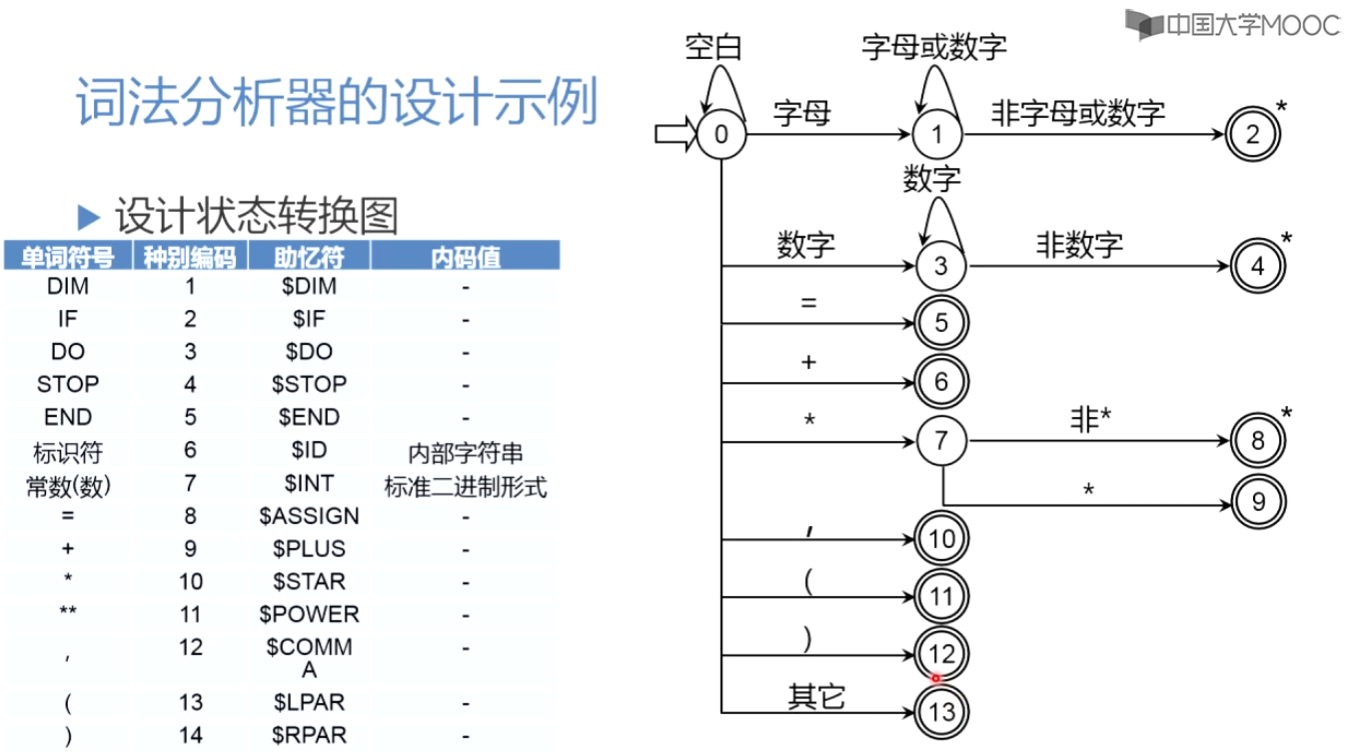 中国大学MOOC
词法分析器的设计示例
设计状态转换图
单词符号 种别编码 助忆符 内码值
DIM 1 $DIM -
IF 2 $IF -
DO 3 $DO -
STOP 4 $STOP -
END 5 $END -
标识符 6 $ID 内部字符串
常数(数) 7 $INT 标准二进制形式
= 8 $ASSIGN -
+ 9 $PLUS -
* 10 $STAR -
** 11 $POWER -
, 12 $COMM -
A
( 13 $LPAR -
) 14 $RPAR -
空白 字母或数字
0 字母 1 非字母或数字 2 *
数字
数字 3 非数字 4 *
= 5
+ 6
* 7 非* 8 *
* 9
, 10
( 11
) 12
其它 13